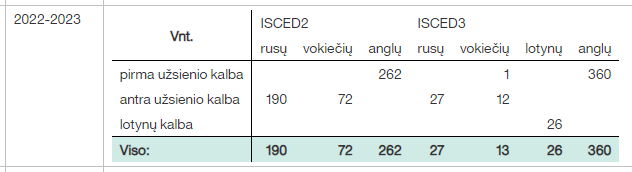 2022-2023
Vnt. ISCED2 ISCED3
rusų vokiečių anglų rusų vokiečių lotynų anglų
pirma užsienio kalba 262 1 360
antra užsienio kalba 190 72 27 12
lotynų kalba 26
Viso: 190 72 262 27 13 26 360